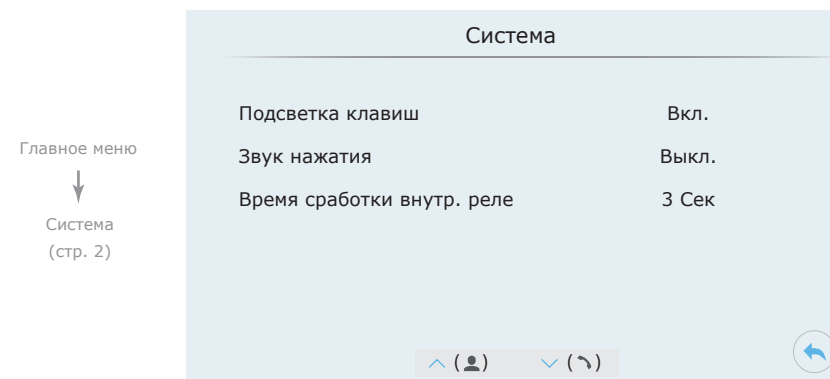 Система
Главное меню
Система
(стр. 2)
Подсветка клавиш Вкл.
Звук нажатия Выкл.
Время сработки внутр. реле 3 Сек